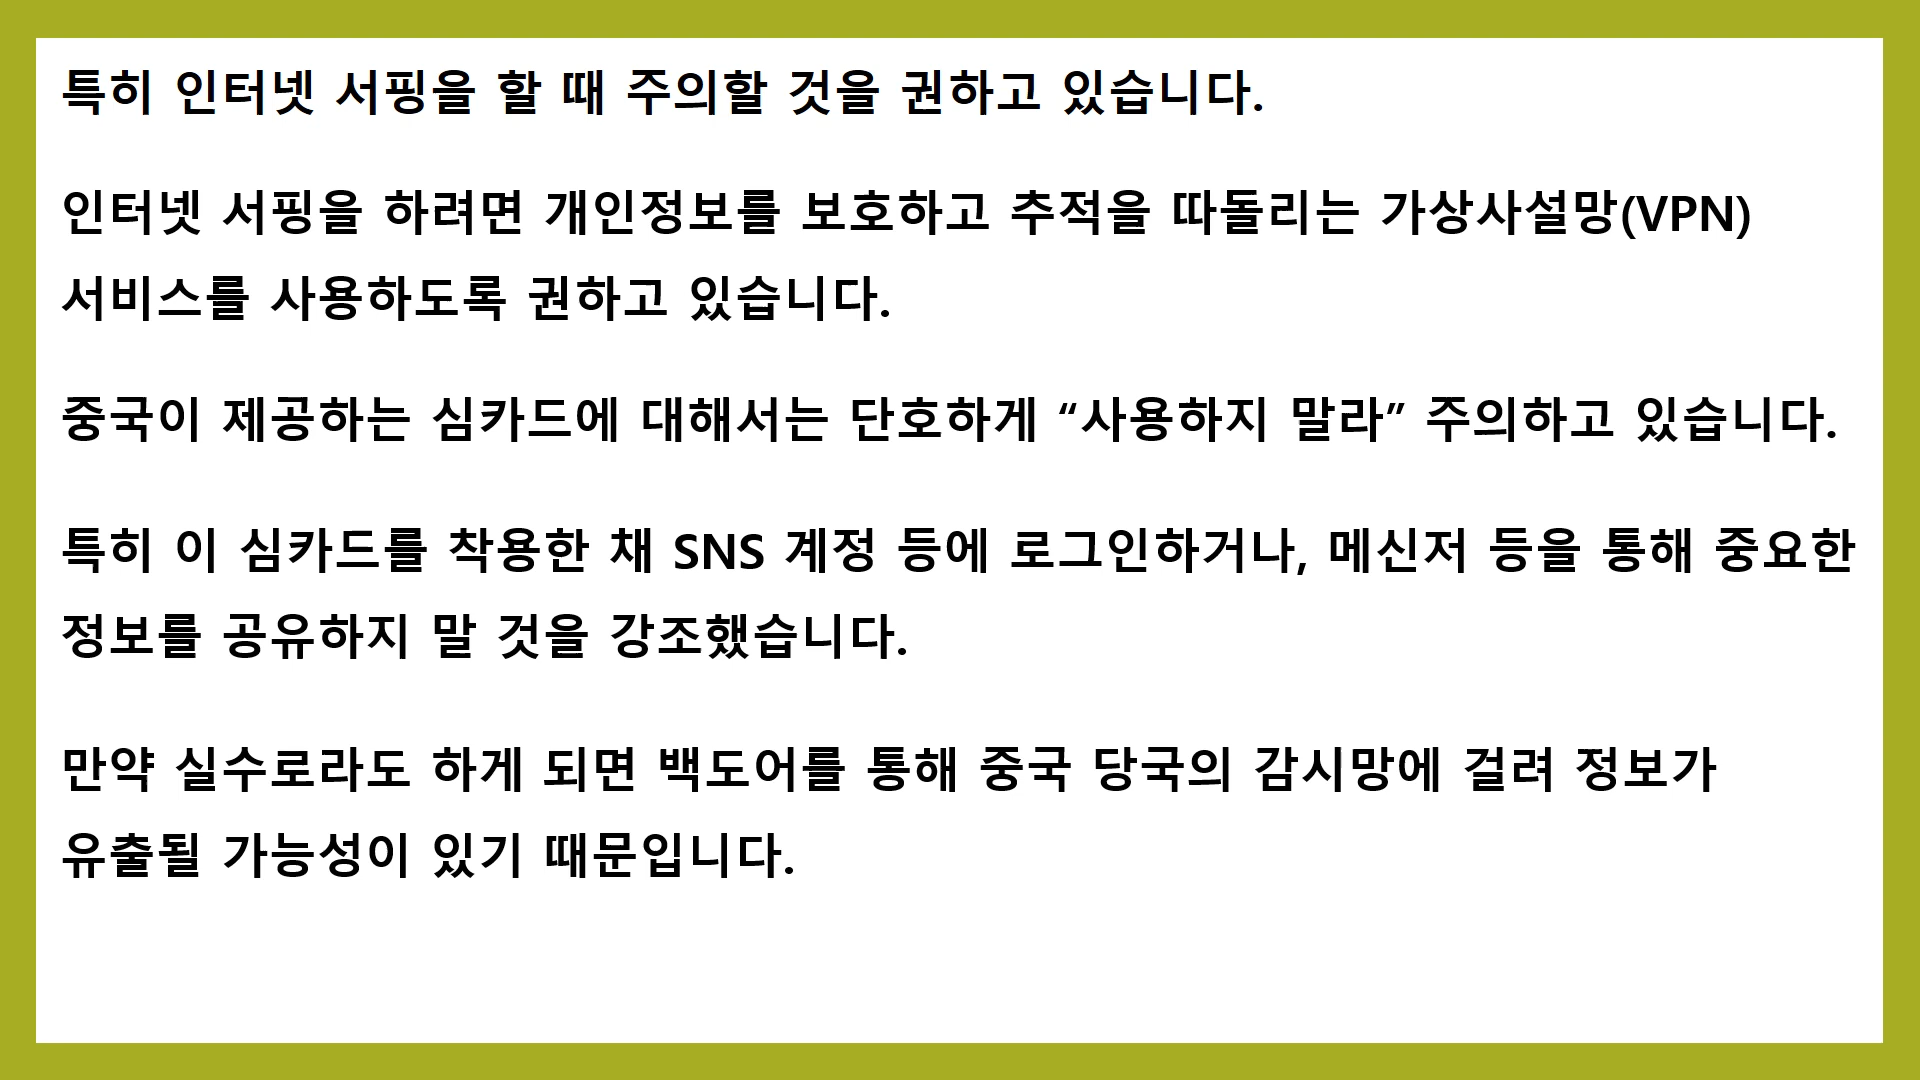 특히 인터넷 서핑을 할 때 주의할 것을 권하고 있습니다.
인터넷 서핑을 하려면 개인정보를 보호하고 추적을 따돌리는 가상사설망(VPN)
서비스를 사용하도록 권하고 있습니다.
중국이 제공하는 심카드에 대해서는 단호하게 “사용하지 말라” 주의하고 있습니다.
특히 이 심카드를 착용한 채 SNS 계정 등에 로그인하거나, 메신저 등을 통해 중요한
정보를 공유하지 말 것을 강조했습니다.
만약 실수로라도 하게 되면 백도어를 통해 중국 당국의 감시망에 걸려 정보가
유출될 가능성이 있기 때문입니다.